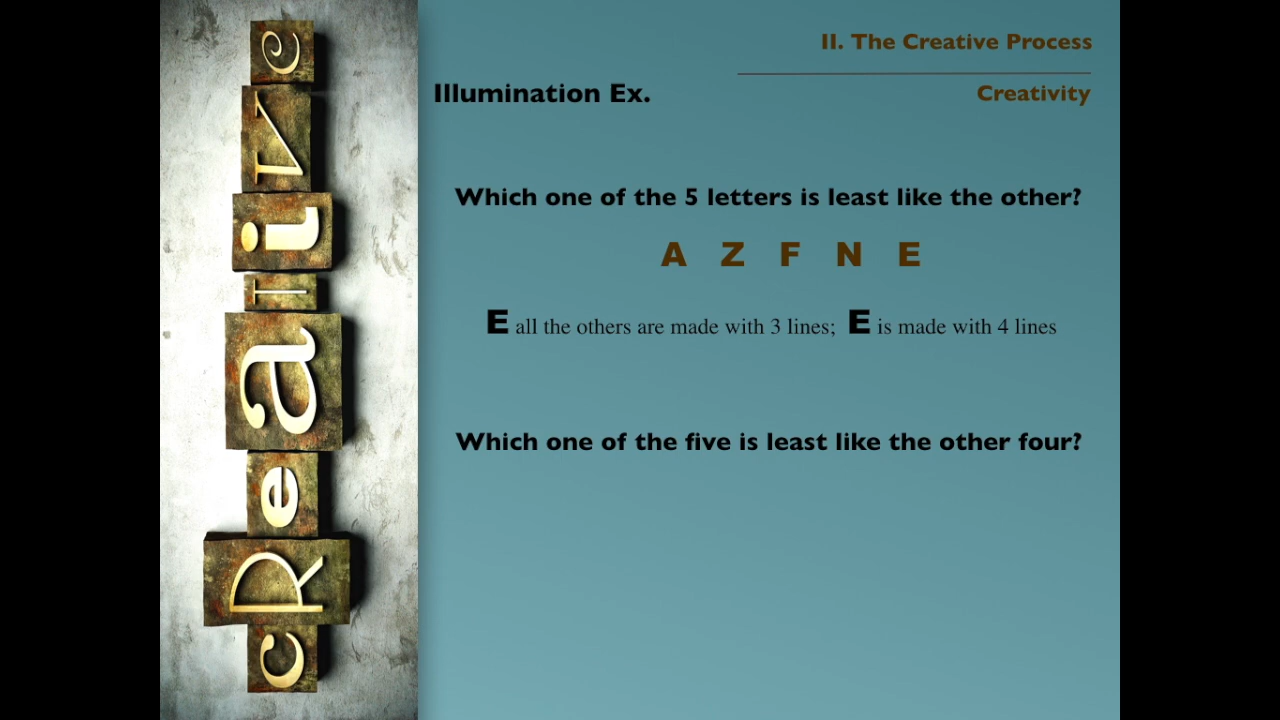 cReaTive
II. The Creative Process
Creativity
Illumination Ex.
Which one of the 5 letters is least like the other?
A Z F N E
E all the others are made with 3 lines; E is made with 4 lines
Which one of the five is least like the other four?